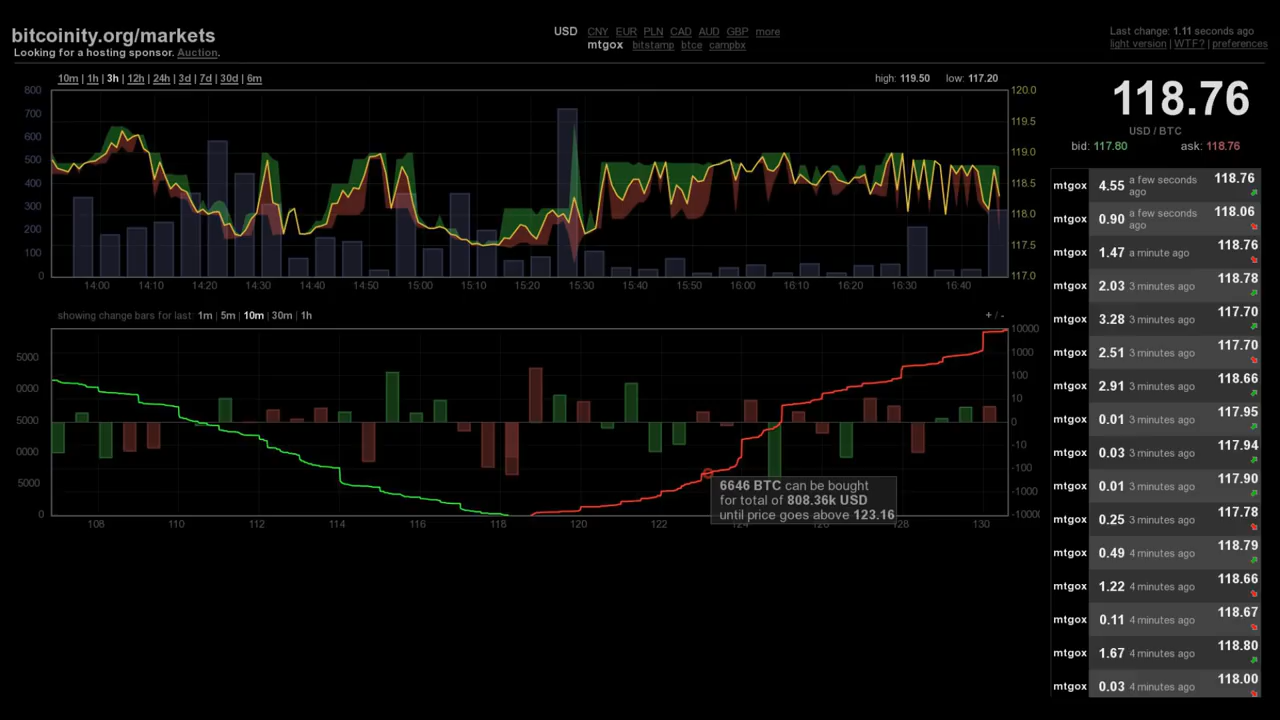 bitcoinity.org/markets
Looking for a hosting sponsor. Auction.
USD CNY EUR PLN CAD AUD GBP more
mtgox bitstamp btce campbx
Last change: 1.11 seconds ago
light version | WTF? | preferences
10m | 1h | 3h | 12h | 24h | 3d | 7d | 30d | 6m
high: 119.50 low: 117.20
800
700
600
500
400
300
200
100
0
120.0
119.5
119.0
118.5
118.0
117.5
117.0
14:00 14:10 14:20 14:30 14:40 14:50 15:00 15:10 15:20 15:30 15:40 15:50 16:00 16:10 16:20 16:30 16:40
showing change bars for last: 1m | 5m | 10m | 30m | 1h
+ / -
5000
0000
5000
0000
5000
0
10000
1000
100
10
0
-10
-100
-1000
-1000
6646 BTC can be bought
for total of 808.36k USD
until price goes above 123.16
108 110 112 114 116 118 120 122 124 126 128 130
118.76
USD / BTC
bid: 117.80 ask: 118.76
mtgox 4.55 a few seconds ago 118.76
mtgox 0.90 a few seconds ago 118.06
mtgox 1.47 a minute ago 118.76
mtgox 2.03 3 minutes ago 118.78
mtgox 3.28 3 minutes ago 117.70
mtgox 2.51 3 minutes ago 117.70
mtgox 2.91 3 minutes ago 118.66
mtgox 0.01 3 minutes ago 117.95
mtgox 0.03 3 minutes ago 117.94
mtgox 0.01 3 minutes ago 117.90
mtgox 0.25 3 minutes ago 117.78
mtgox 0.49 4 minutes ago 118.79
mtgox 1.22 4 minutes ago 118.66
mtgox 0.11 4 minutes ago 118.67
mtgox 1.67 4 minutes ago 118.80
mtgox 0.03 4 minutes ago 118.00